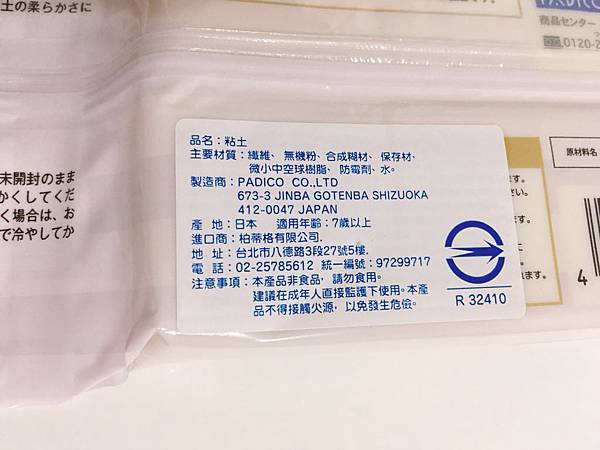 土の柔らかさに
商品センター
0120-2
未開封のまま
かくしてくだ
く場合は、お
で冷やしてか
原材料名
品名：粘土
主要材質：纖維、無機粉、合成糊材、保存材、
微小中空球樹脂、防霉劑、水。
製造商：PADICO CO.,LTD
673-3 JINBA GOTENBA SHIZUOKA
412-0047 JAPAN
產 地：日本 適用年齡：7歲以上
進口商：柏蒂格有限公司.
地 址：台北市八德路3段27號5樓.
電 話：02-25785612 統一編號：97299717
注意事項：本產品非食品，請勿食用。
建議在成年人直接監護下使用。本產
品不得接觸火源，以免發生危險。
R 32410
4